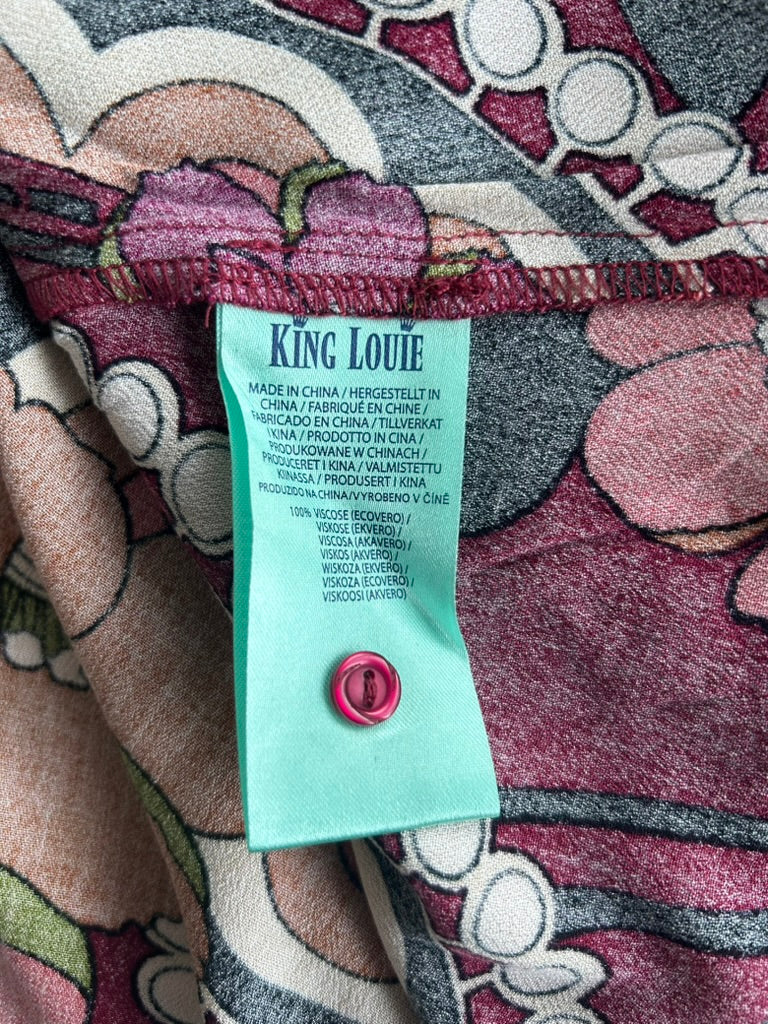 KING LOUIE
MADE IN CHINA / HERGESTELLT IN
CHINA / FABRIQUÉ EN CHINE /
FABRICADO EN CHINA / TILLVERKAT
I KINA / PRODOTTO IN CINA /
PRODUKOWANE W CHINACH /
PRODUCERET I KINA / VALMISTETTU
KIINASSA / PRODUSERT I KINA
PRODUZIDO NA CHINA/VYROBENO V ČÍNĚ
100% VISCOSE (ECOVERO) /
VISKOSE (EKVERO) /
VISCOSA (AKAVERO) /
VISKOS (AKVERO) /
WISKOZA (EKVERO) /
VISKOZA (ECOVERO) /
VISKOOSI (AKVERO)